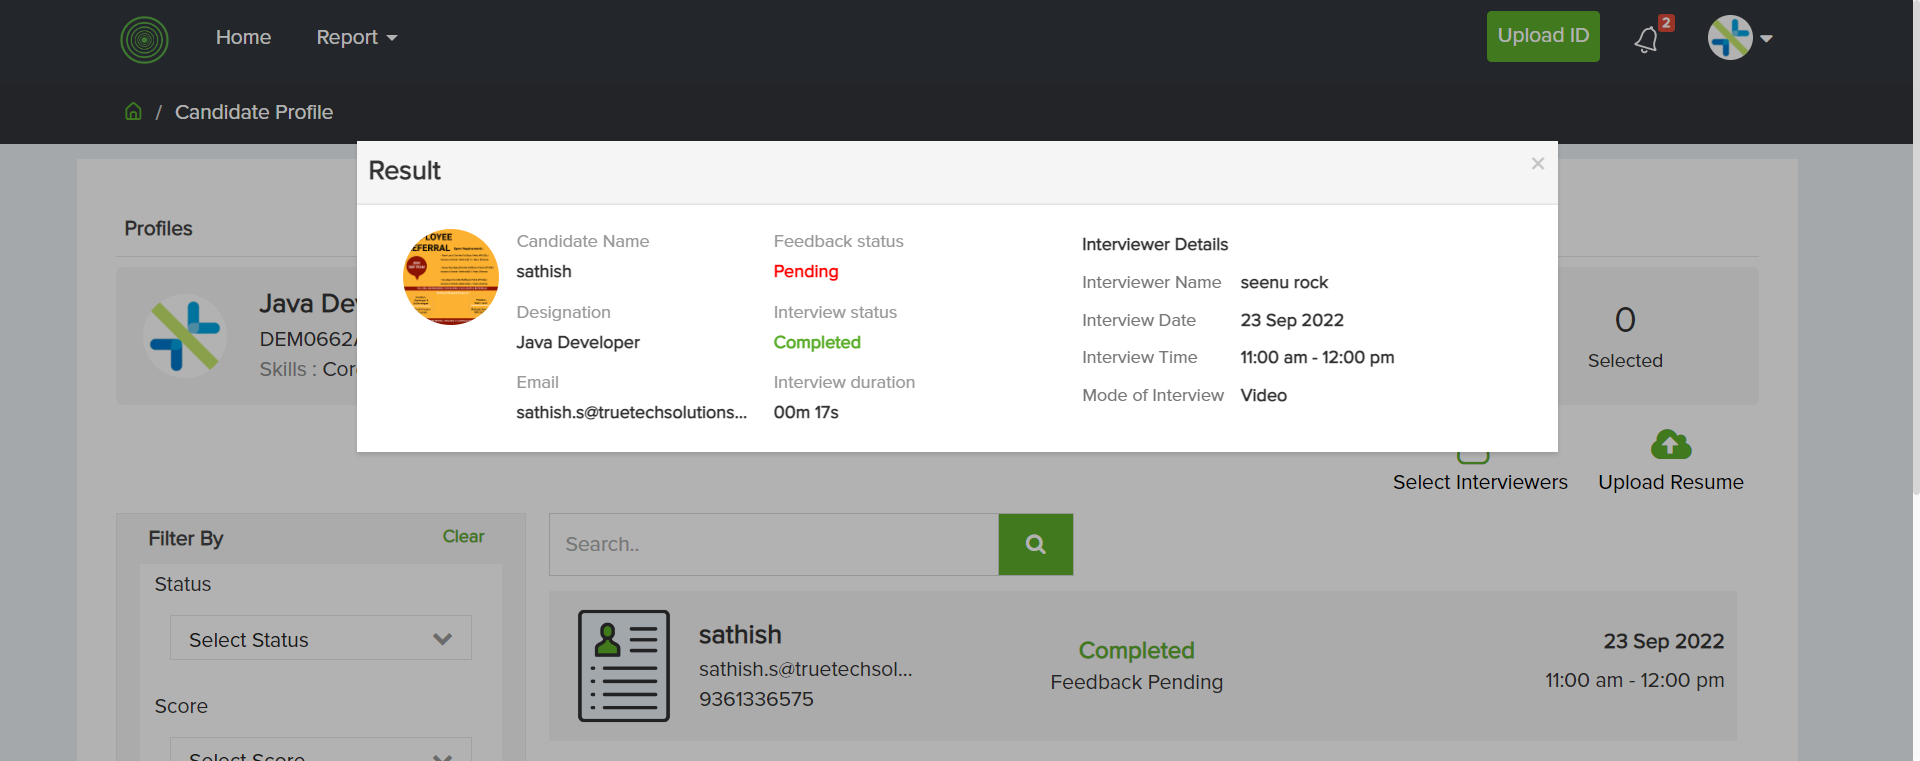 Home
Report
Upload ID
2
/ Candidate Profile
Result
×
Profiles
LOYEE
EFERRAL
Candidate Name
sathish
Designation
Java Developer
Email
sathish.s@truetechsolutions...
Feedback status
Pending
Interview status
Completed
Interview duration
00m 17s
Interviewer Details
Interviewer Name seenu rock
Interview Date 23 Sep 2022
Interview Time 11:00 am - 12:00 pm
Mode of Interview Video
Java De
DEM0662
Skills : Cor
0
Selected
Select Interviewers
Upload Resume
Filter By
Clear
Status
Select Status
Score
Select Score
Search..
sathish
sathish.s@truetechsol...
9361336575
Completed
Feedback Pending
23 Sep 2022
11:00 am - 12:00 pm